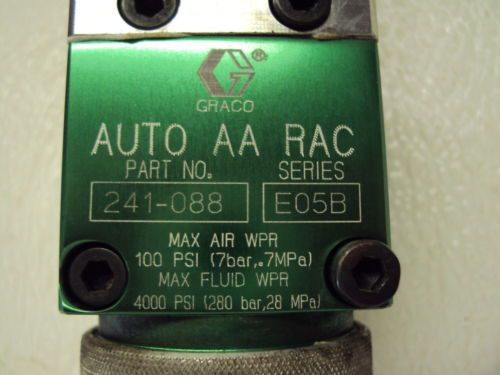 ®
GRACO
AUTO AA RAC
PART NO. SERIES
241-088 E05B
MAX AIR WPR
100 PSI (7bar,.7MPa)
MAX FLUID WPR
4000 PSI (280 bar,28 MPa)